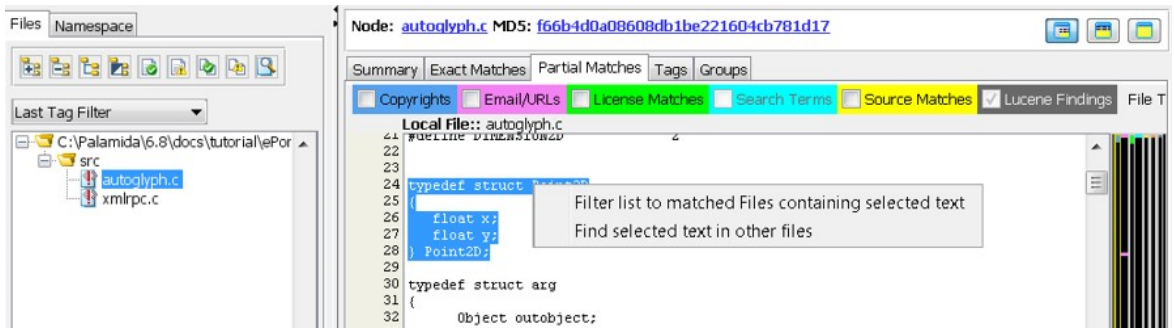 Files Namespace
Last Tag Filter
C:\Palamida\6.8\docs\tutorial\ePor
src
autoglyph.c
xmlrpc.c
Node: autoglyph.c MD5: f66b4d0a08608db1be221604cb781d17
Summary Exact Matches Partial Matches Tags Groups
Copyrights Email/URLs License Matches Search Terms Source Matches Lucene Findings File T
Local File:: autoglyph.c
21 #define DIMENSION2D 2
22
23
24 typedef struct Point2D
25 {
26 float x;
27 float y;
28 } Point2D;
29
30 typedef struct arg
31 {
32 Object outobject;
Filter list to matched Files containing selected text
Find selected text in other files